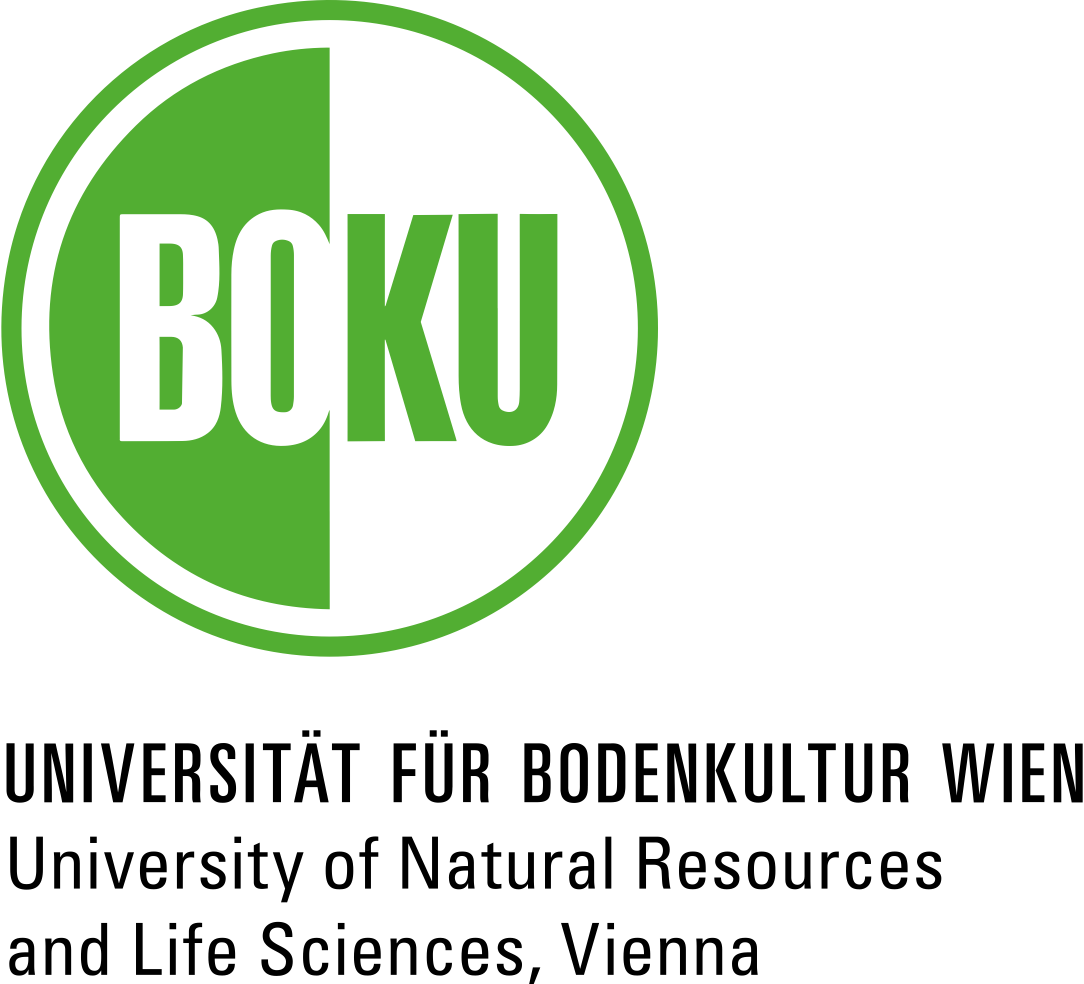 BOKU
UNIVERSITÄT FÜR BODENKULTUR WIEN
University of Natural Resources
and Life Sciences, Vienna